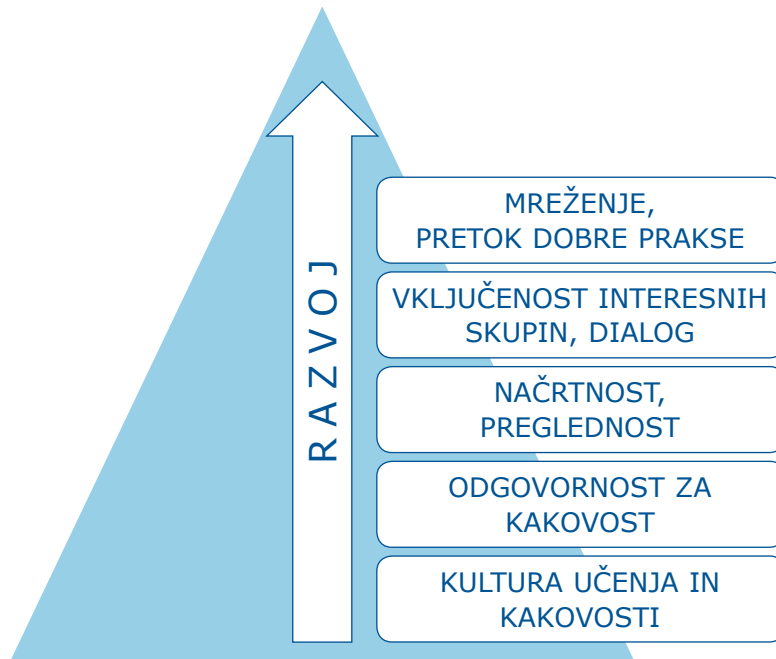 RAZVOJ
MREŽENJE,
PRETOK DOBRE PRAKSE
VKLJUČENOST INTERESNIH
SKUPIN, DIALOG
NAČRTNOST,
PREGLEDNOST
ODGOVORNOST ZA
KAKOVOST
KULTURA UČENJA IN
KAKOVOSTI